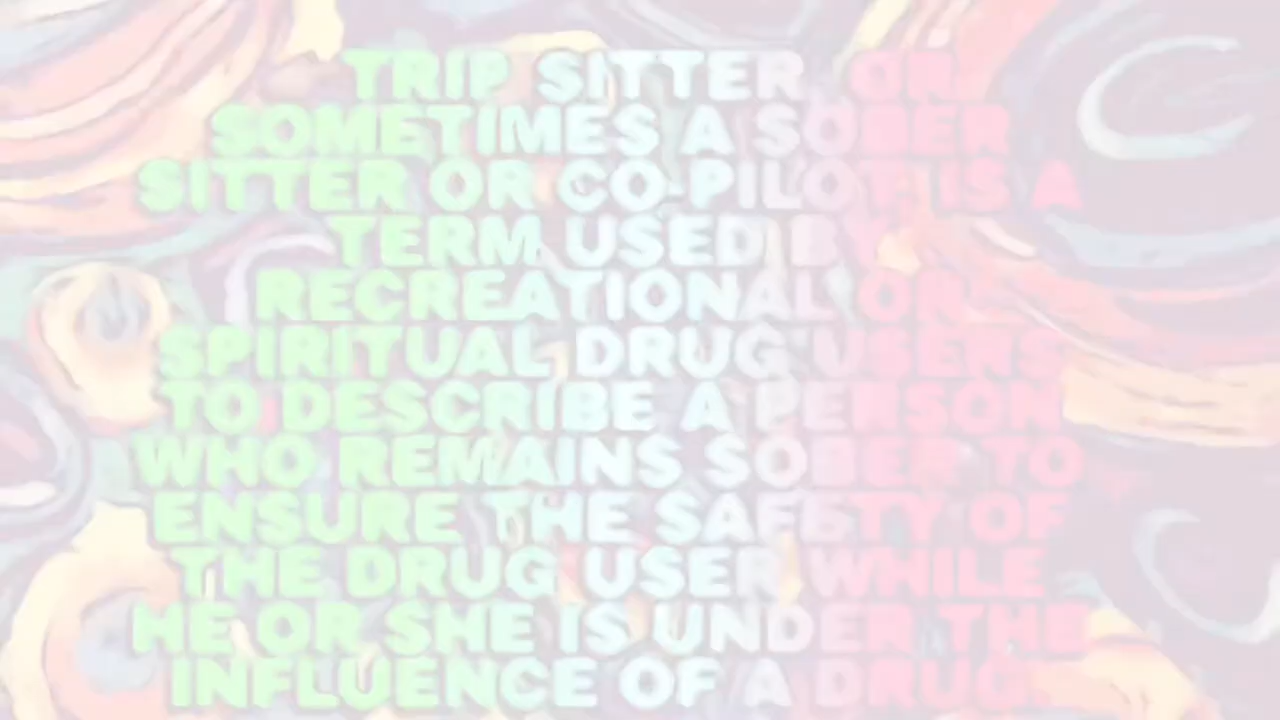 TRIP SITTER, OR
SOMETIMES A SOBER
SITTER OR CO-PILOT IS A
TERM USED BY
RECREATIONAL OR
SPIRITUAL DRUG USERS
TO DESCRIBE A PERSON
WHO REMAINS SOBER TO
ENSURE THE SAFETY OF
THE DRUG USER WHILE
HE OR SHE IS UNDER THE
INFLUENCE OF A DRUG.